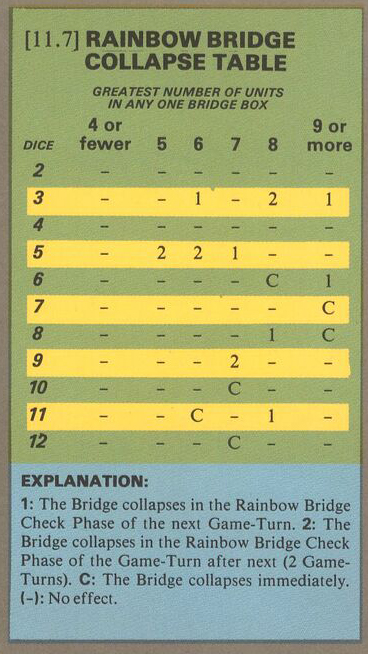 [11.7] RAINBOW BRIDGE
COLLAPSE TABLE
GREATEST NUMBER OF UNITS
IN ANY ONE BRIDGE BOX
4 or 9 or
DICE fewer 5 6 7 8 more
2 – – – – – –
3 – – 1 – 2 1
4 – – – – – –
5 – 2 2 1 – –
6 – – – – C 1
7 – – – – – C
8 – – – – 1 C
9 – – – 2 – –
10 – – – C – –
11 – – C – 1 –
12 – – – C – –
EXPLANATION:
1: The Bridge collapses in the Rainbow Bridge
Check Phase of the next Game-Turn. 2: The
Bridge collapses in the Rainbow Bridge Check
Phase of the Game-Turn after next (2 Game-
Turns). C: The Bridge collapses immediately.
(–): No effect.